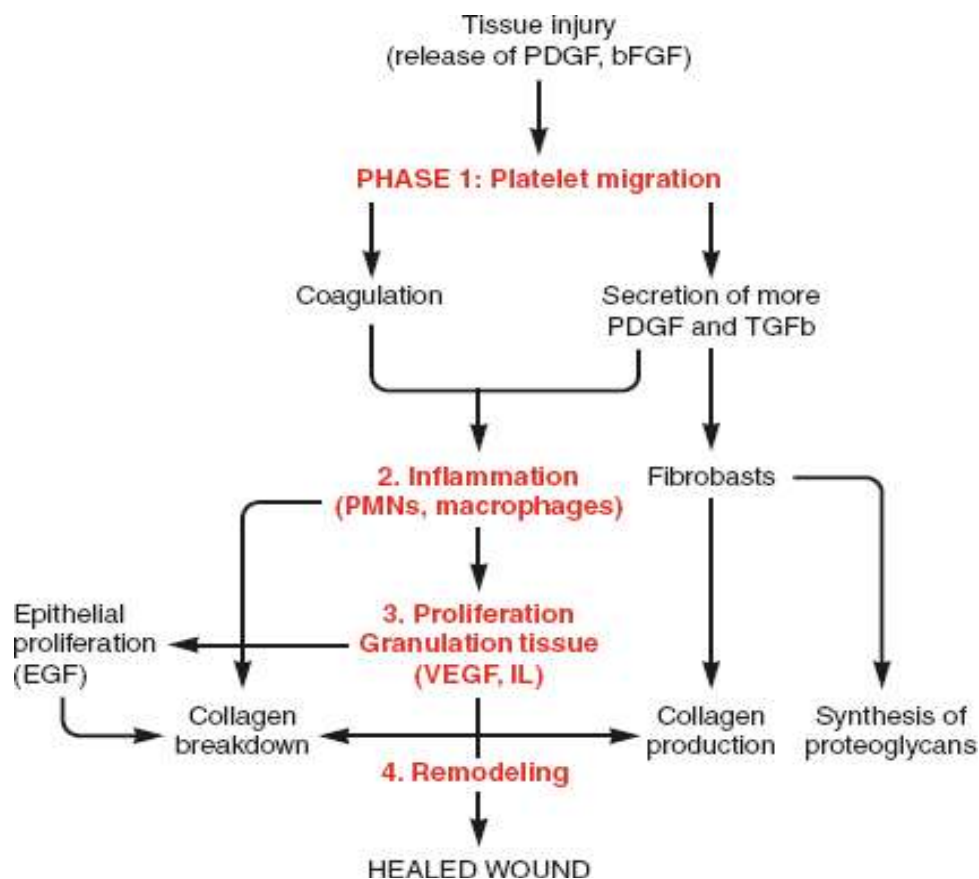 Tissue injury
(release of PDGF, bFGF)
PHASE 1: Platelet migration
Coagulation
Secretion of more
PDGF and TGFb
2. Inflammation
(PMNs, macrophages)
Fibrobasts
Epithelial
proliferation
(EGF)
3. Proliferation
Granulation tissue
(VEGF, IL)
Collagen
breakdown
Collagen
production
Synthesis of
proteoglycans
4. Remodeling
HEALED WOUND